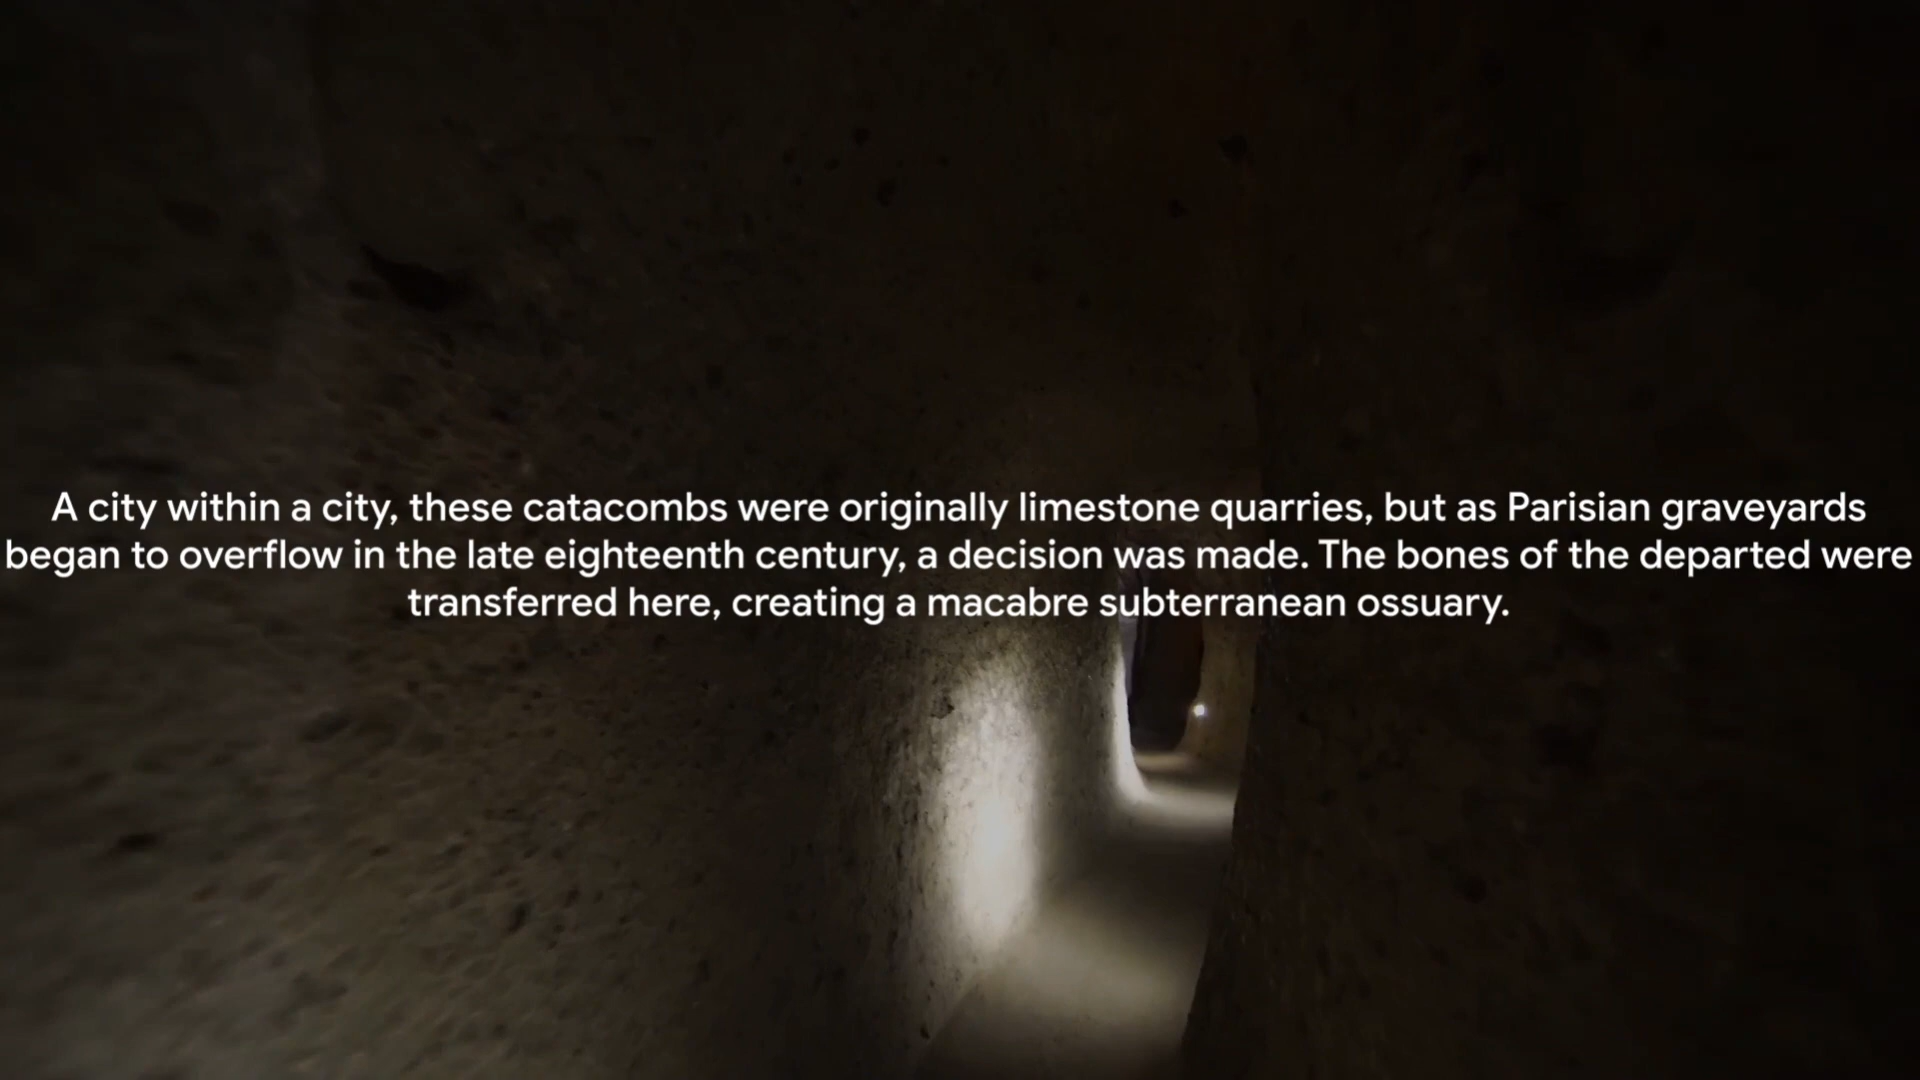 A city within a city, these catacombs were originally limestone quarries, but as Parisian graveyards
began to overflow in the late eighteenth century, a decision was made. The bones of the departed were
transferred here, creating a macabre subterranean ossuary.